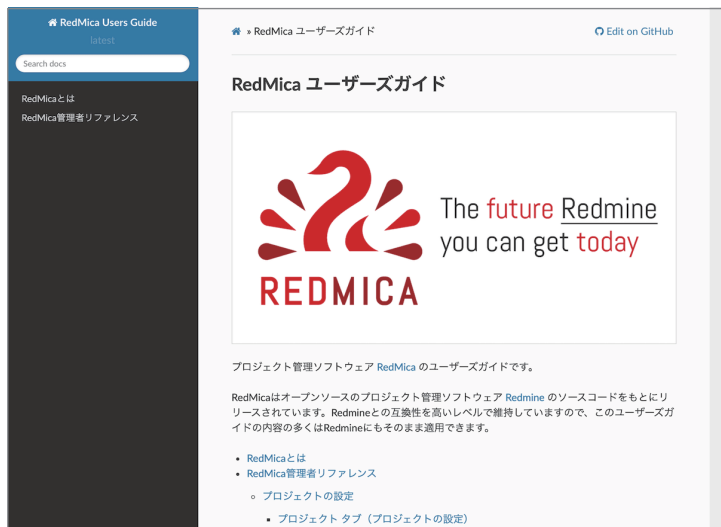 RedMica Users Guide
latest
Search docs
RedMicaとは
RedMica管理者リファレンス
» RedMica ユーザーズガイド
Edit on GitHub
RedMica ユーザーズガイド
The future Redmine
you can get today
REDMICA
プロジェクト管理ソフトウェア RedMica のユーザーズガイドです。
RedMicaはオープンソースのプロジェクト管理ソフトウェア Redmine のソースコードをもとにリ
リースされています。Redmineとの互換性を高いレベルで維持していますので、このユーザーズガ
イドの内容の多くはRedmineにもそのまま適用できます。
• RedMicaとは
• RedMica管理者リファレンス
◦ プロジェクトの設定
▪ プロジェクト タブ（プロジェクトの設定）